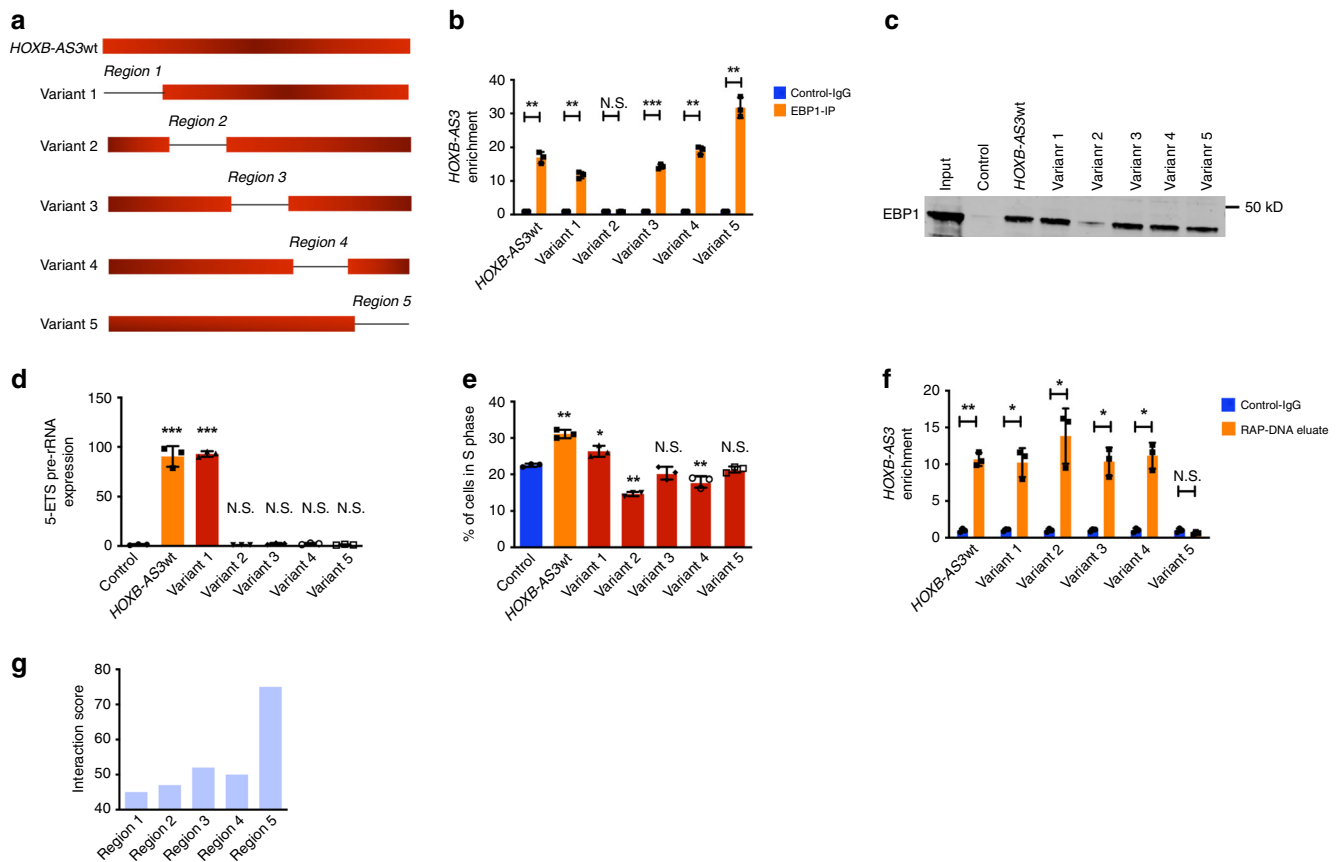 a
HOXB-AS3wt
Region 1
Variant 1
Region 2
Variant 2
Region 3
Variant 3
Region 4
Variant 4
Region 5
Variant 5
b
HOXB-AS3
enrichment
40
30
20
10
0
**
**
N.S.
***
**
**
HOXB-AS3wt
Variant 1
Variant 2
Variant 3
Variant 4
Variant 5
Control-IgG
EBP1-IP
c
Input
Control
HOXB-AS3wt
Varianr 1
Varianr 2
Varianr 3
Varianr 4
Varianr 5
EBP1
50 kD
d
5-ETS pre-rRNA
expression
150
100
50
0
***
***
N.S.
N.S.
N.S.
N.S.
Control
HOXB-AS3wt
Variant 1
Variant 2
Variant 3
Variant 4
Variant 5
e
% of cells in S phase
40
30
20
10
0
**
*
**
N.S.
**
N.S.
Control
HOXB-AS3wt
Variant 1
Variant 2
Variant 3
Variant 4
Variant 5
f
HOXB-AS3
enrichment
20
15
10
5
0
**
*
*
*
*
N.S.
HOXB-AS3wt
Variant 1
Variant 2
Variant 3
Variant 4
Variant 5
Control-IgG
RAP-DNA eluate
g
Interaction score
80
70
60
50
40
Region 1
Region 2
Region 3
Region 4
Region 5